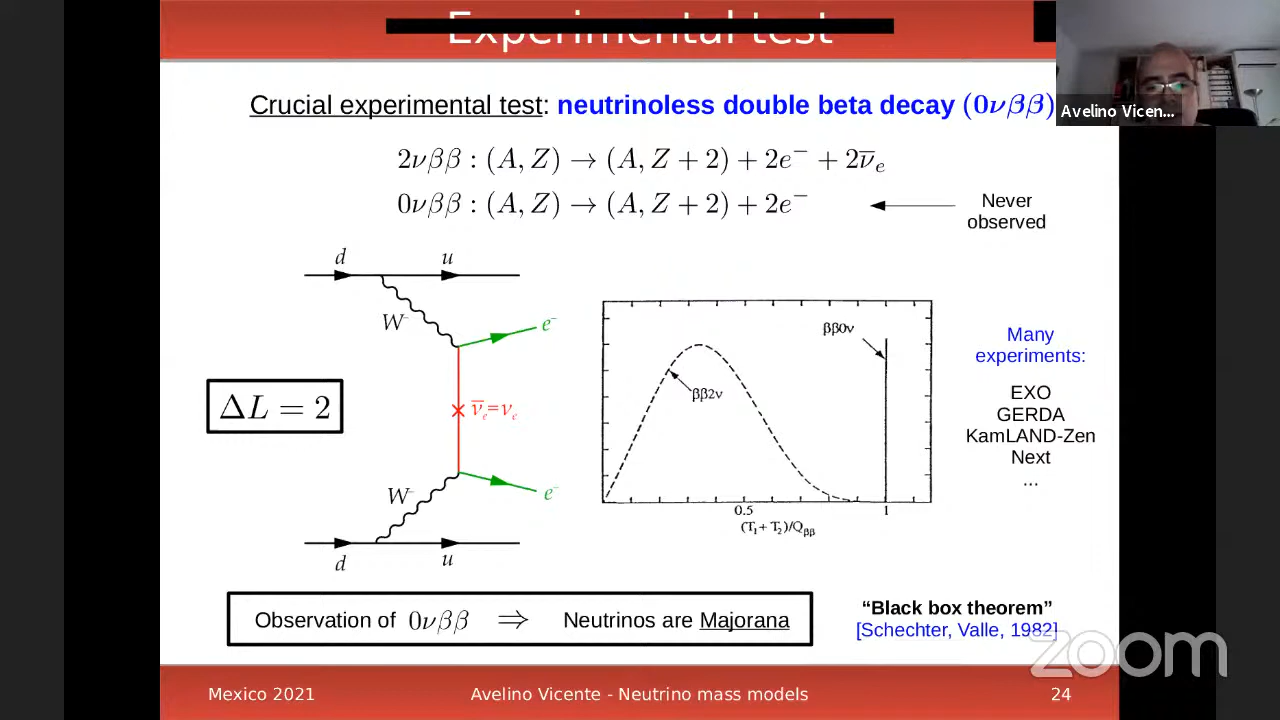 Experimental test
Crucial experimental test: neutrinoless double beta decay (0νββ)
Avelino Vicen...
2νββ : (A, Z) → (A, Z + 2) + 2e⁻ + 2ν̅ₑ
0νββ : (A, Z) → (A, Z + 2) + 2e⁻
Never
observed
d
u
W⁻
e⁻
ΔL = 2
ν̅ₑ=νₑ
W⁻
e⁻
d
u
ββ0ν
ββ2ν
0.5
1
(T₁ + T₂)/Qββ
Many
experiments:
EXO
GERDA
KamLAND-Zen
Next
...
Observation of 0νββ ⇒ Neutrinos are Majorana
“Black box theorem”
[Schechter, Valle, 1982]
zoom
Mexico 2021
Avelino Vicente - Neutrino mass models
24